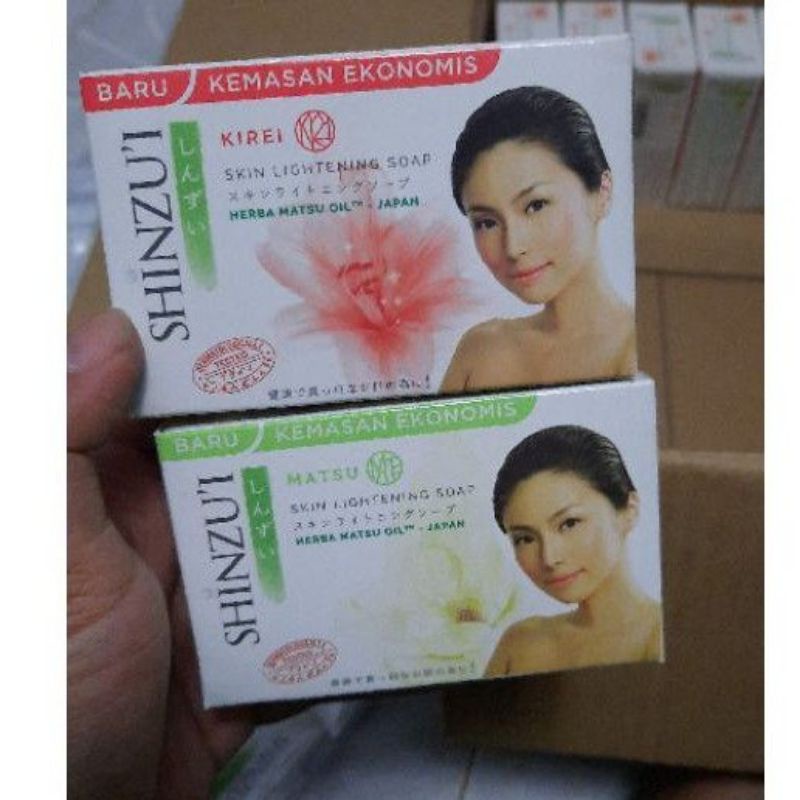 BARU KEMASAN EKONOMIS
SHINZU'I
しんずい
KIREI
SKIN LIGHTENING SOAP
スキンライトニングソープ
HERBA MATSU OIL™ - JAPAN
TESTED
BARU KEMASAN EKONOMIS
SHINZU'I
しんずい
MATSU
SKIN LIGHTENING SOAP
スキンライトニングソープ
HERBA MATSU OIL™ - JAPAN